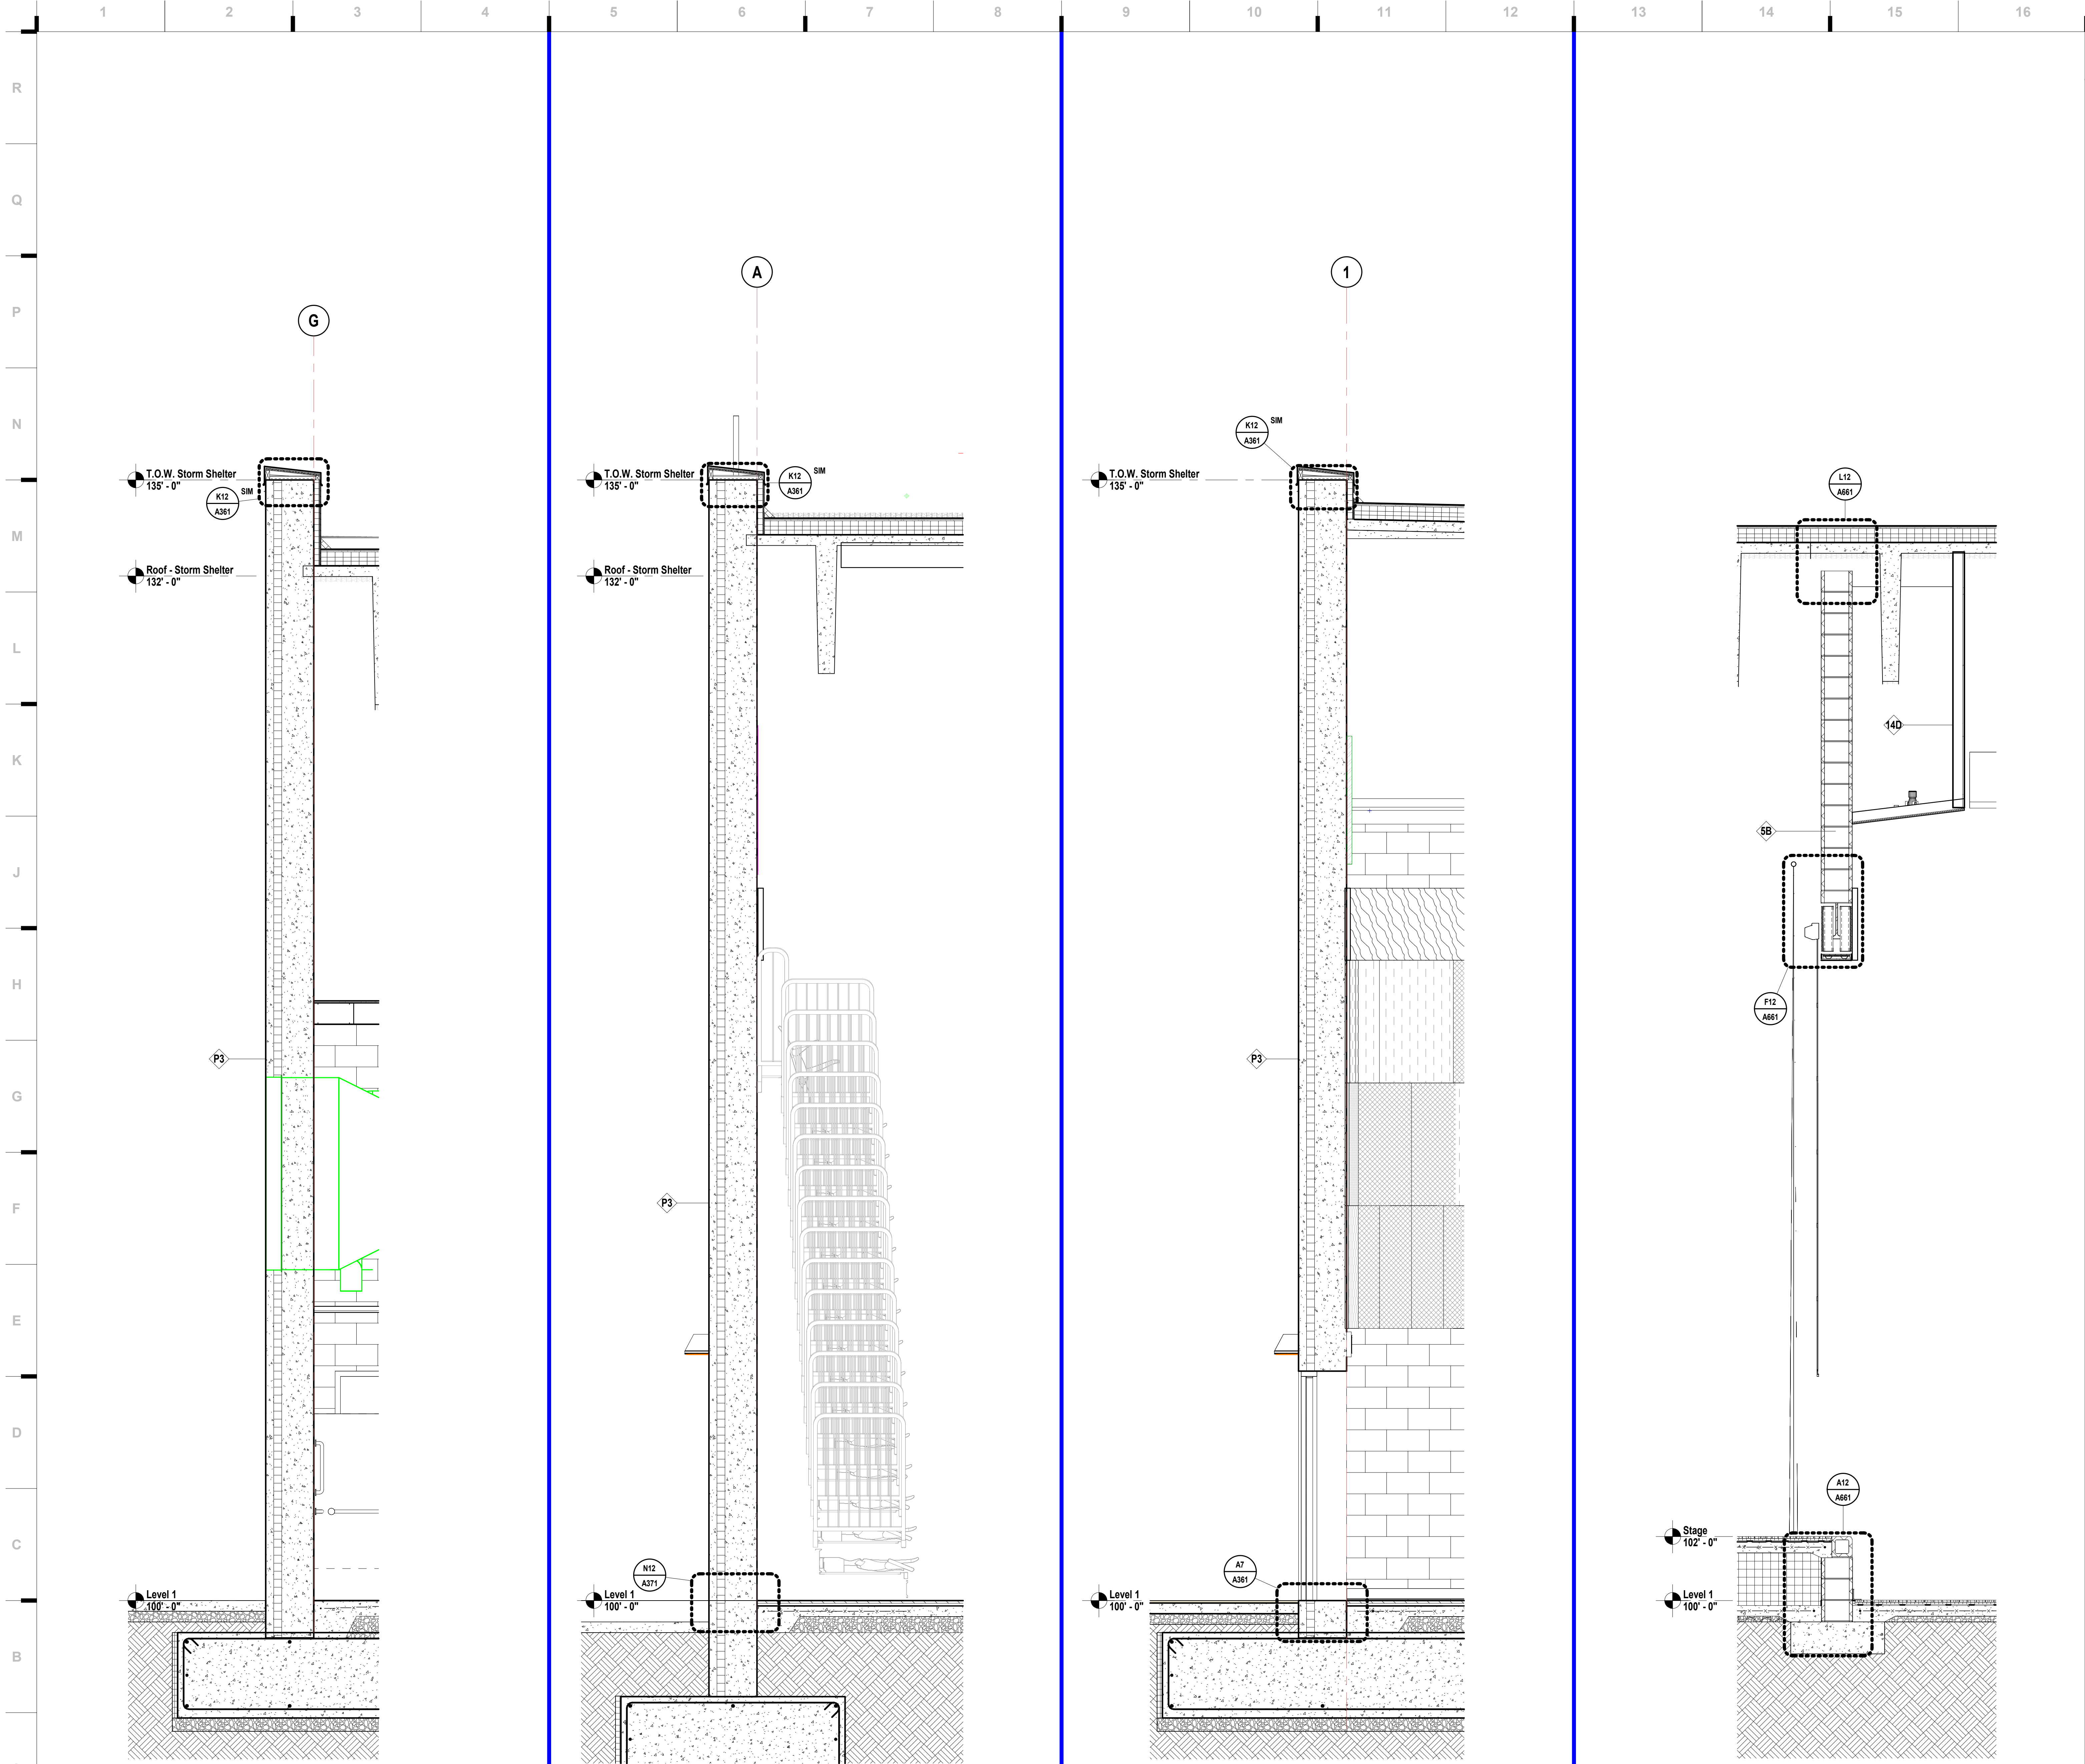 1 2 3 4 5 6 7 8 9 10 11 12 13 14 15 16
R
Q
P
N
M
L
K
J
H
G
F
E
D
C
B
G
T.O.W. Storm Shelter
135' - 0"
K12
A361
SIM
Roof - Storm Shelter
132' - 0"
P3
Level 1
100' - 0"
A
T.O.W. Storm Shelter
135' - 0"
K12
A361
SIM
Roof - Storm Shelter
132' - 0"
P3
N12
A371
Level 1
100' - 0"
1
K12
A361
SIM
T.O.W. Storm Shelter
135' - 0"
P3
A7
A361
Level 1
100' - 0"
L12
A661
14D
5B
F12
A661
A12
A661
Stage
102' - 0"
Level 1
100' - 0"